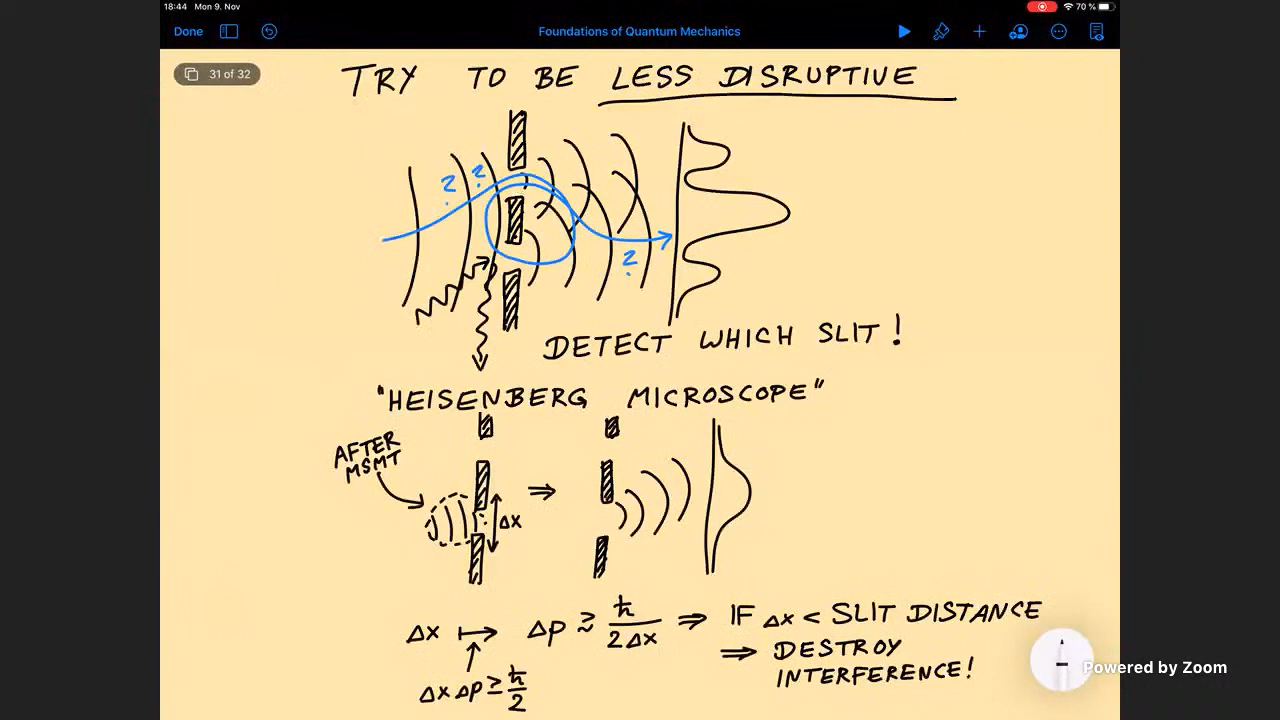 18:44 Mon 9. Nov
70 %
Done
Foundations of Quantum Mechanics
31 of 32
TRY TO BE LESS DISRUPTIVE
? ?
?
DETECT WHICH SLIT!
"HEISENBERG MICROSCOPE"
AFTER
MSMT
⇒
Δx
Δx ↦ Δp ≳ ħ/2Δx ⇒ IF Δx < SLIT DISTANCE
⇒ DESTROY
INTERFERENCE!
Δx Δp ≥ ħ/2
Powered by Zoom